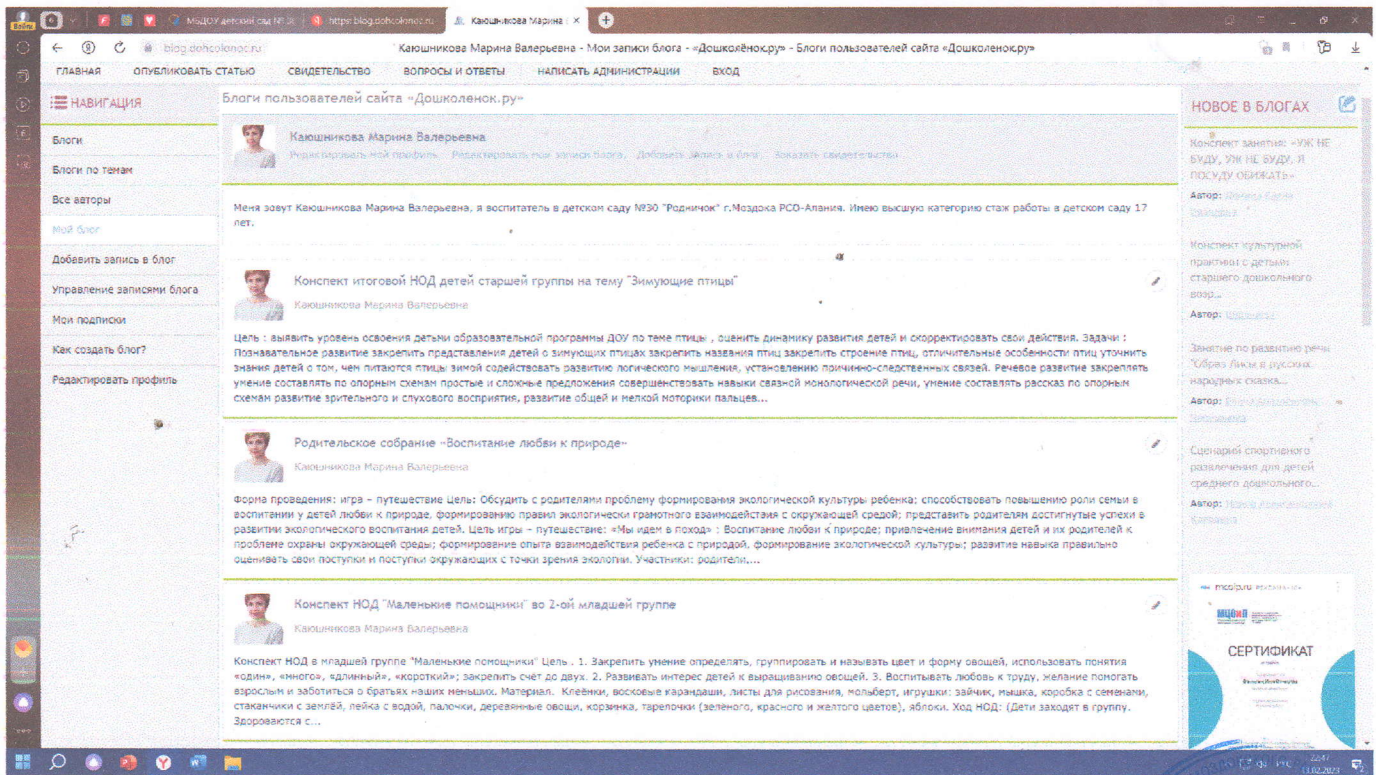 Войти
МБДОУ детский сад №
https:blog.dohcolonoc.ru
Каюшникова Марина
blog.dohcolonoc.ru
Каюшникова Марина Валерьевна - Мои записи блога - «Дошколёнок.ру» - Блоги пользователей сайта «Дошколенок.ру»
ГЛАВНАЯ ОПУБЛИКОВАТЬ СТАТЬЮ СВИДЕТЕЛЬСТВО ВОПРОСЫ И ОТВЕТЫ НАПИСАТЬ АДМИНИСТРАЦИИ ВХОД
НАВИГАЦИЯ
Блоги
Блоги по темам
Все авторы
Мой блог
Добавить запись в блог
Управление записями блога
Мои подписки
Как создать блог?
Редактировать профиль
Блоги пользователей сайта «Дошколенок.ру»
Каюшникова Марина Валерьевна
Редактировать мой профиль Редактировать мои записи блога, Добавить запись в блог, Заказать свидетельство
Меня зовут Каюшникова Марина Валерьевна, я воспитатель в детском саду №30 "Родничок" г.Моздока РСО-Алания. Имею высшую категорию стаж работы в детском саду 17
лет.
Конспект итоговой НОД детей старшей группы на тему "Зимующие птицы"
Каюшникова Марина Валерьевна
Цель : выявить уровень освоения детьми образовательной программы ДОУ по теме птицы , оценить динамику развития детей и скорректировать свои действия. Задачи :
Познавательное развитие закрепить представления детей о зимующих птицах закрепить названия птиц закрепить строение птиц, отличительные особенности птиц уточнить
знания детей о том, чем питаются птицы зимой содействовать развитию логического мышления, установлению причинно-следственных связей. Речевое развитие закреплять
умение составлять по опорным схемам простые и сложные предложения совершенствовать навыки связной монологической речи, умение составлять рассказ по опорным
схемам развитие зрительного и слухового восприятия, развитие общей и мелкой моторики пальцев...
Родительское собрание «Воспитание любви к природе»
Каюшникова Марина Валерьевна
Форма проведения: игра – путешествие Цель: Обсудить с родителями проблему формирования экологической культуры ребенка; способствовать повышению роли семьи в
воспитании у детей любви к природе, формированию правил экологически грамотного взаимодействия с окружающей средой; представить родителям достигнутые успехи в
развитии экологического воспитания детей. Цель игры – путешествие: «Мы идем в поход» : Воспитание любви к природе; привлечение внимания детей и их родителей к
проблеме охраны окружающей среды; формирование опыта взаимодействия ребенка с природой, формирование экологической культуры; развитие навыка правильно
оценивать свои поступки и поступки окружающих с точки зрения экологии. Участники: родители,...
Конспект НОД "Маленькие помощники" во 2-ой младшей группе
Каюшникова Марина Валерьевна
Конспект НОД в младшей группе "Маленькие помощники" Цель . 1. Закрепить умение определять, группировать и называть цвет и форму овощей, использовать понятия
«один», «много», «длинный», «короткий»; закрепить счёт до двух. 2. Развивать интерес детей к выращиванию овощей. 3. Воспитывать любовь к труду, желание помогать
взрослым и заботиться о братьях наших меньших. Материал. Клеёнки, восковые карандаши, листы для рисования, мольберт, игрушки: зайчик, мышка, коробка с семенами,
стаканчики с землёй, лейка с водой, палочки, деревянные овощи, корзинка, тарелочки (зелёного, красного и желтого цветов), яблоки. Ход НОД: (Дети заходят в группу.
Здороваются с...
НОВОЕ В БЛОГАХ
Конспект занятия: «УЖ НЕ
БУДУ, УЖ НЕ БУДУ, Я
ПОСУДУ ОБИЖАТЬ»
Автор:
Конспект культурной
практики с детьми
старшего дошкольного
возр...
Автор:
Занятие по развитию речи
"Образ Лисы в русских
народных сказка...
Автор:
Сценарий спортивного
развлечения для детей
среднего дошкольного...
Автор:
СЕРТИФИКАТ
22:47
13.02.2023